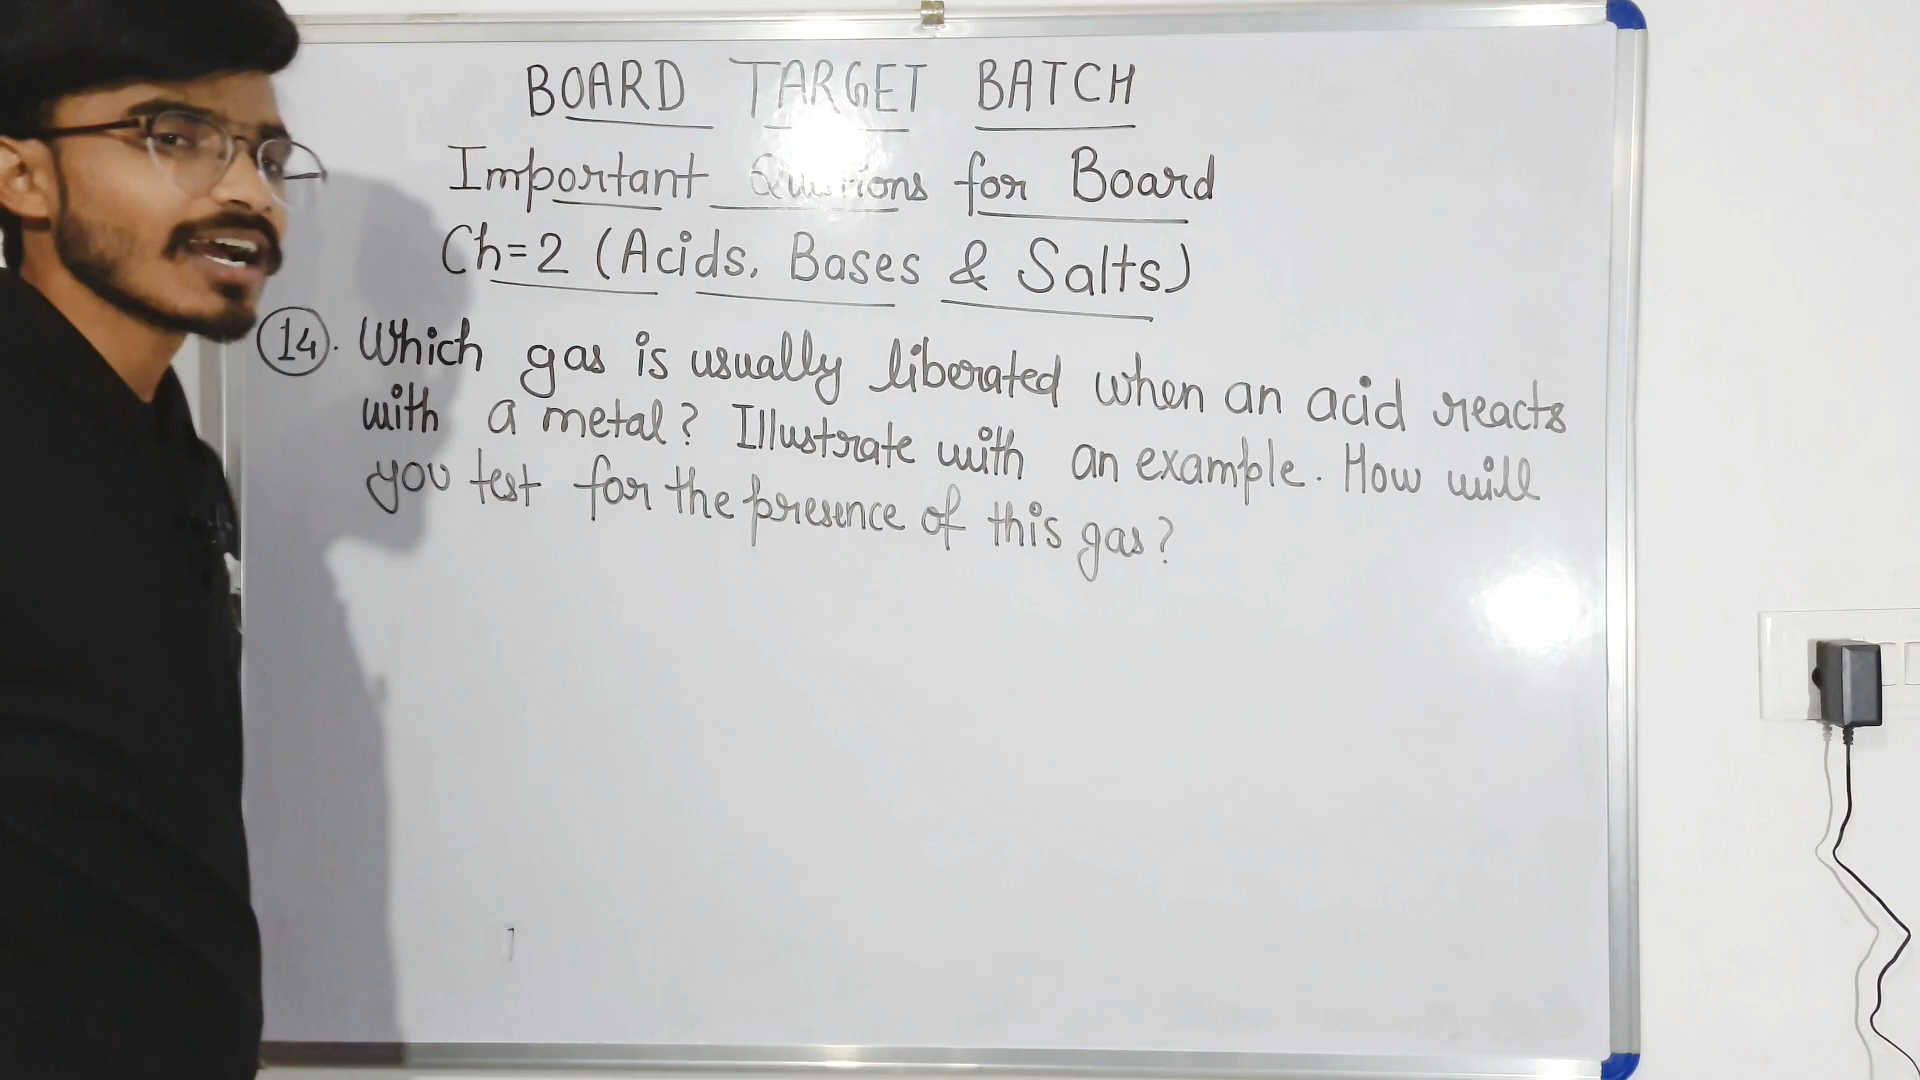 BOARD TARGET BATCH
Important Questions for Board
Ch=2 (Acids, Bases & Salts)
14. Which gas is usually liberated when an acid reacts
with a metal? Illustrate with an example. How will
you test for the presence of this gas?